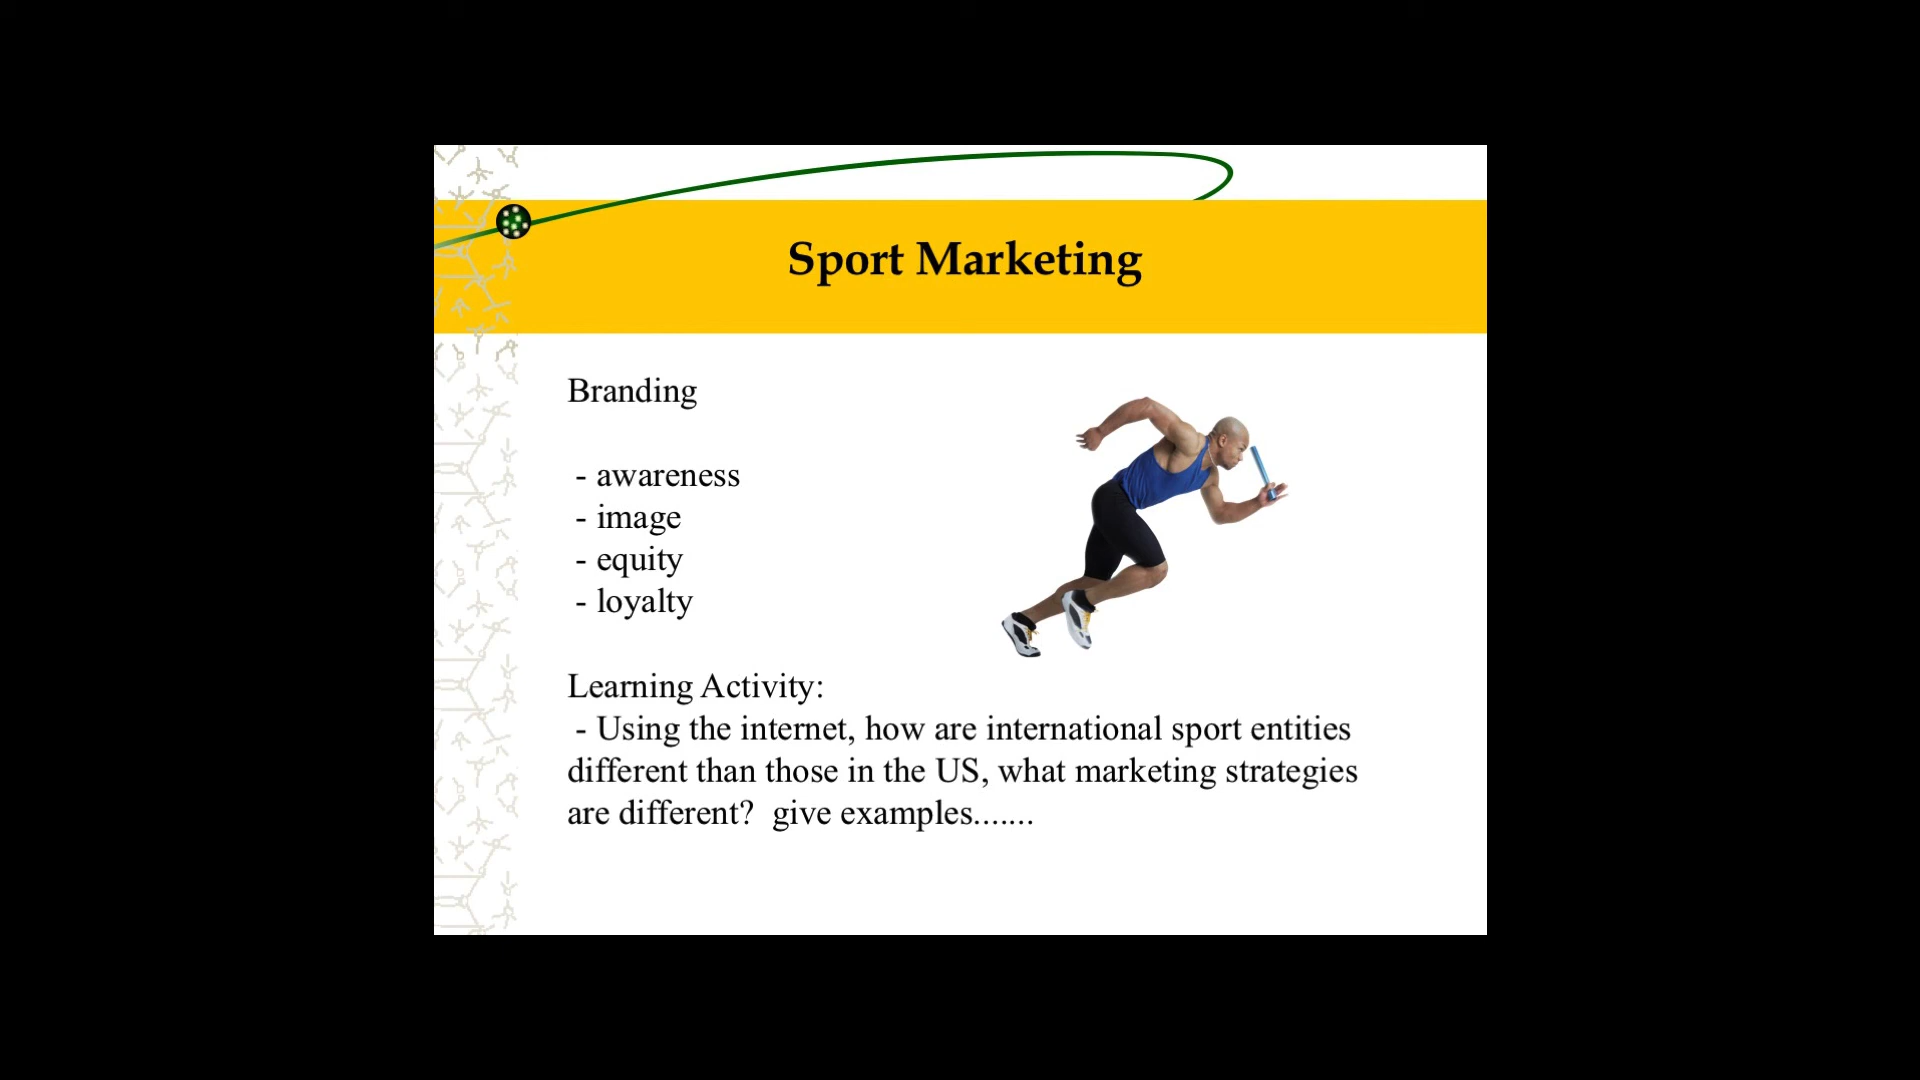 Sport Marketing
Branding
- awareness
- image
- equity
- loyalty
Learning Activity:
- Using the internet, how are international sport entities
different than those in the US, what marketing strategies
are different?  give examples.......